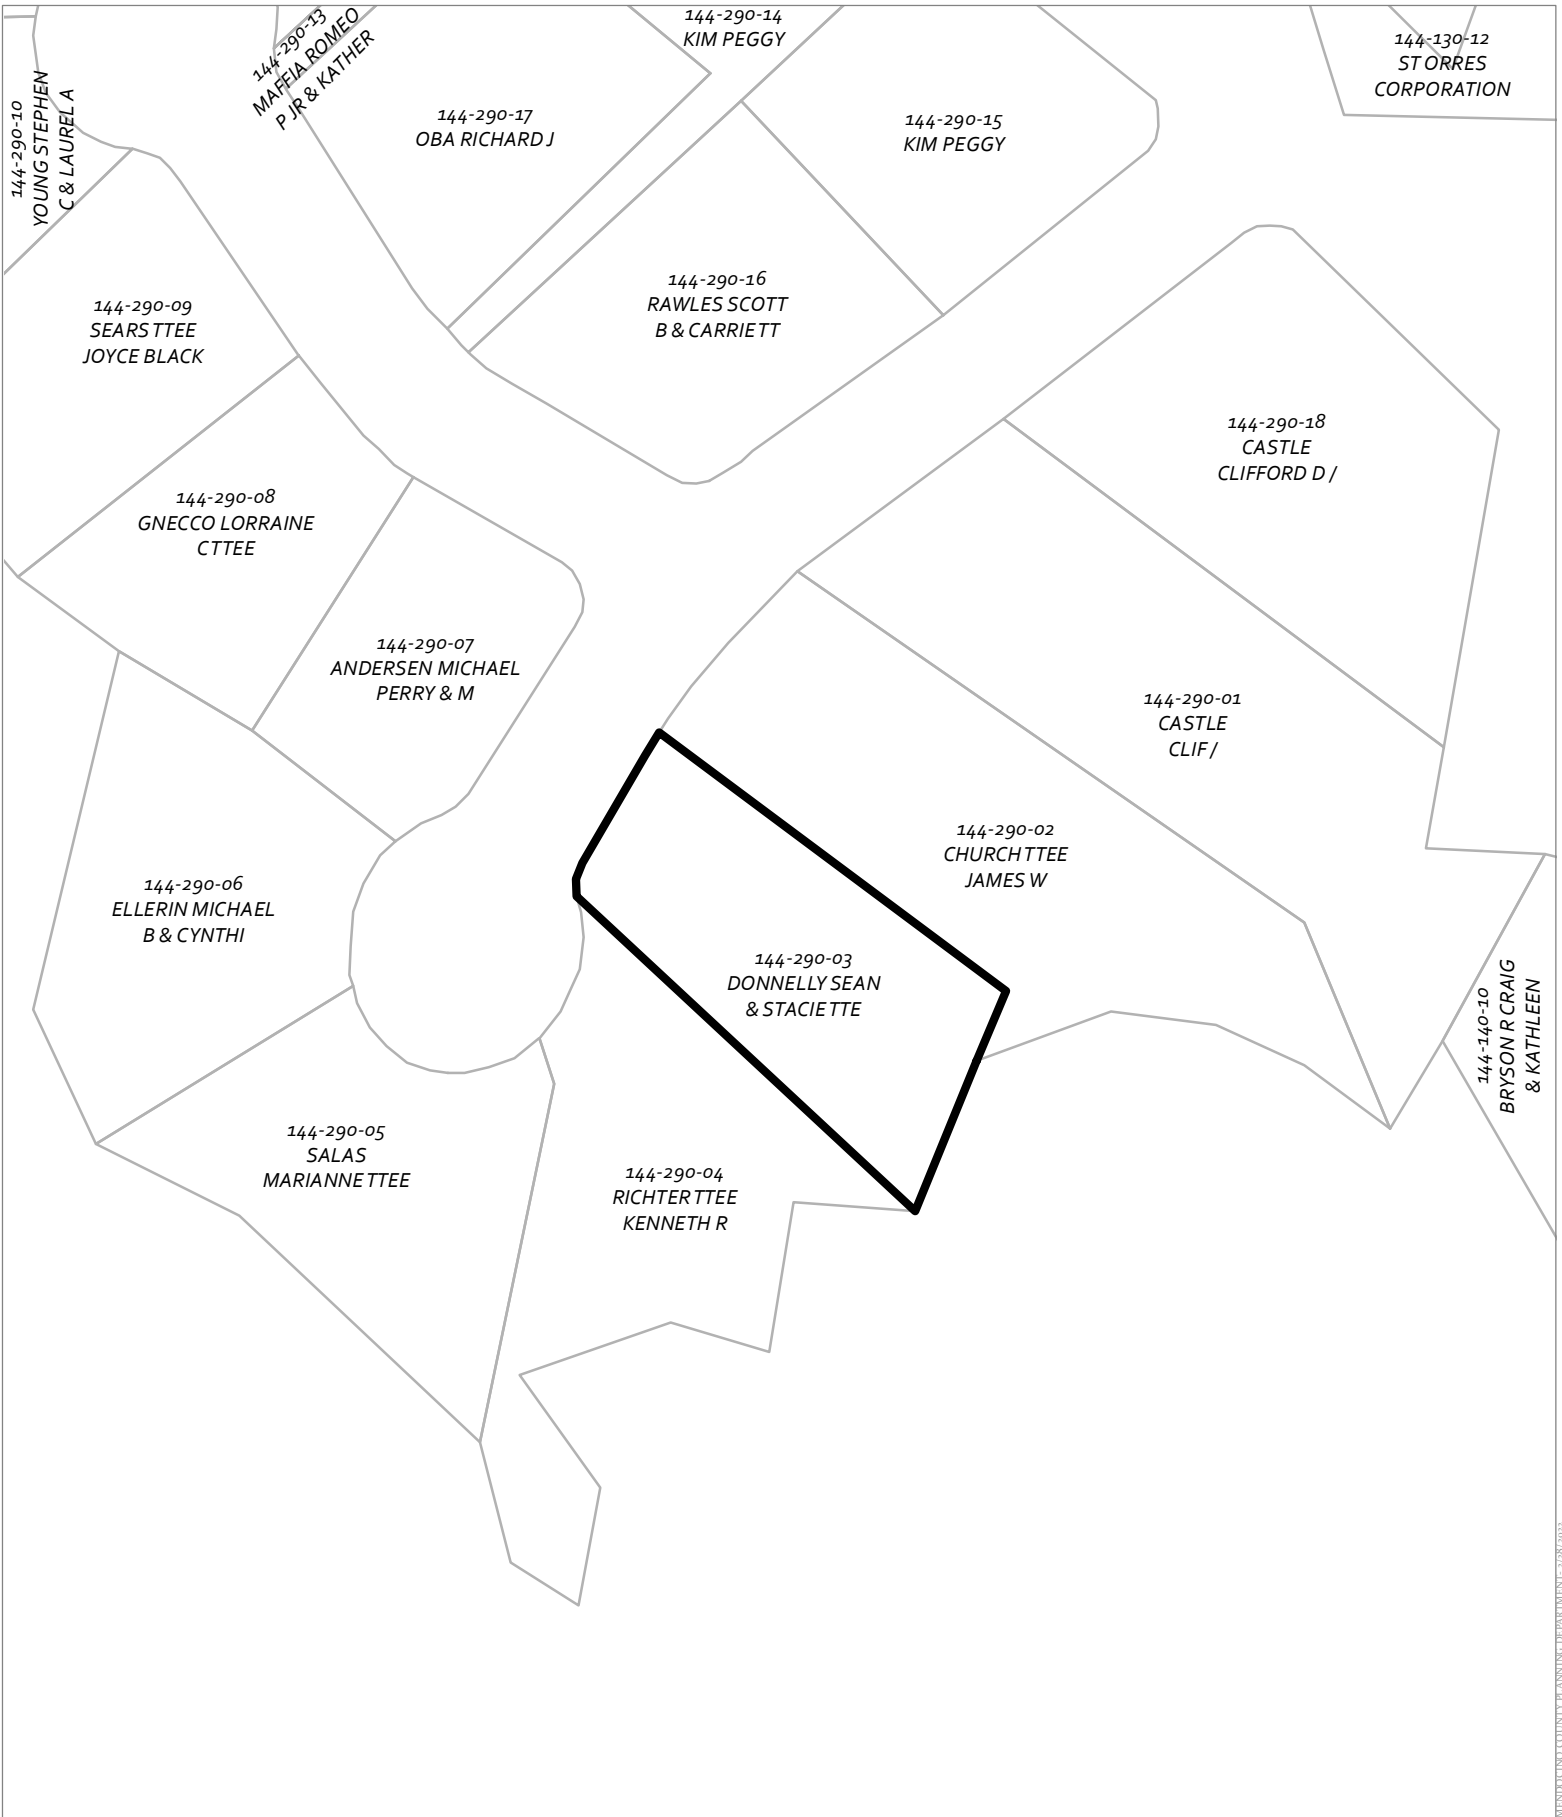 144-290-14
KIM PEGGY
144-290-13
MAFFIA ROMEO
P JR & KATHER
144-130-12
ST ORRES
CORPORATION
144-290-10
YOUNG STEPHEN
C & LAUREL A
144-290-17
OBA RICHARD J
144-290-15
KIM PEGGY
144-290-16
RAWLES SCOTT
B & CARRIE TT
144-290-09
SEARS TTEE
JOYCE BLACK
144-290-18
CASTLE
CLIFFORD D /
144-290-08
GNECCO LORRAINE
C TTEE
144-290-07
ANDERSEN MICHAEL
PERRY & M
144-290-01
CASTLE
CLIF /
144-290-02
CHURCH TTEE
JAMES W
144-290-06
ELLERIN MICHAEL
B & CYNTHI
144-290-03
DONNELLY SEAN
& STACIE TTE
144-140-10
BRYSON R CRAIG
& KATHLEEN
144-290-05
SALAS
MARIANNE TTEE
144-290-04
RICHTER TTEE
KENNETH R
MENDOCINO COUNTY PLANNING DEPARTMENT-